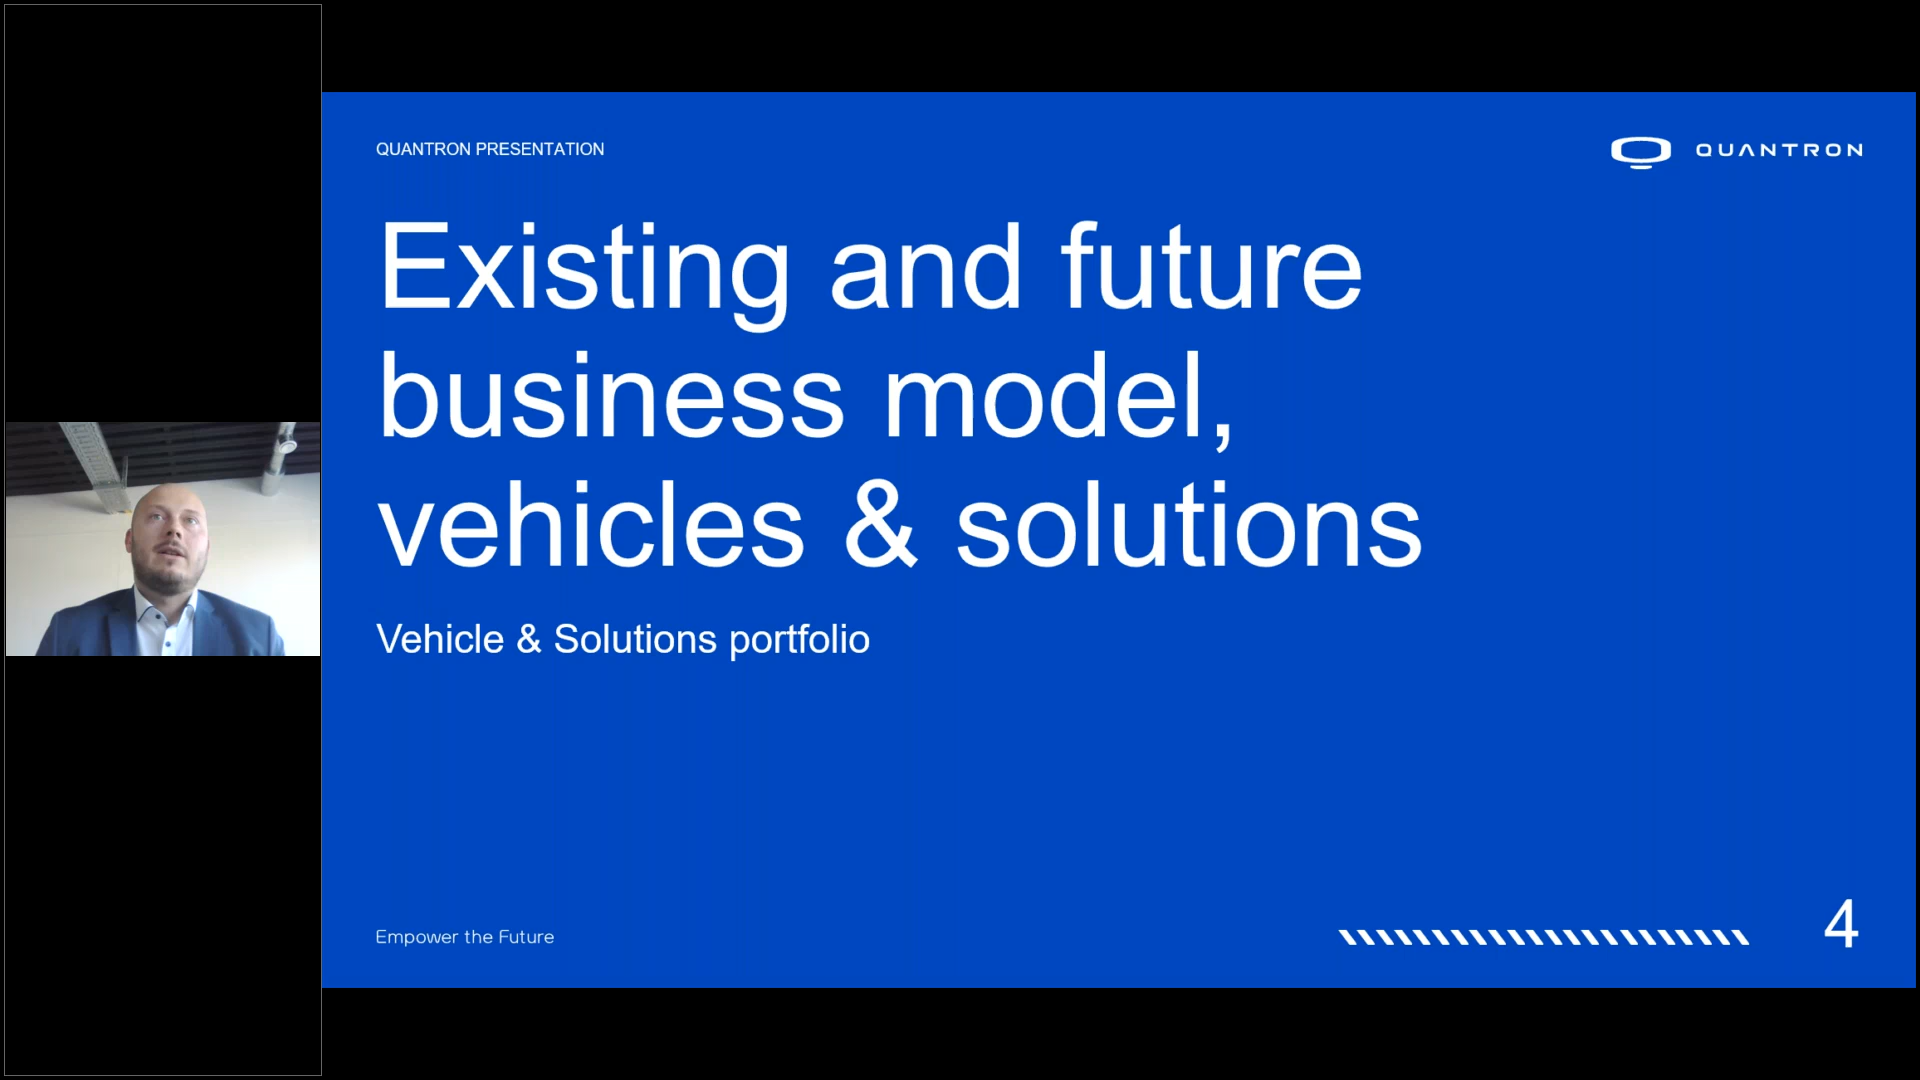 QUANTRON PRESENTATION
QUANTRON
Existing and future
business model,
vehicles & solutions
Vehicle & Solutions portfolio
Empower the Future
4